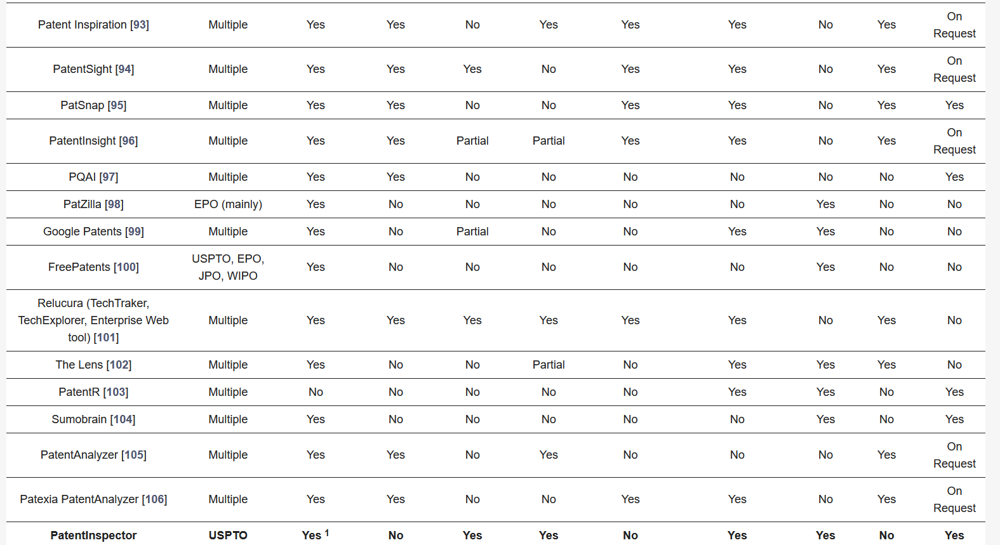 Patent Inspiration [93] Multiple Yes Yes No Yes Yes Yes No Yes On
Request
PatentSight [94] Multiple Yes Yes Yes No Yes Yes No Yes On
Request
PatSnap [95] Multiple Yes Yes No No Yes Yes No Yes Yes
PatentInsight [96] Multiple Yes Yes Partial Partial Yes Yes No Yes On
Request
PQAI [97] Multiple Yes Yes No No No No No No Yes
PatZilla [98] EPO (mainly) Yes No No No No No Yes No No
Google Patents [99] Multiple Yes No Partial No No Yes Yes No No
FreePatents [100] USPTO, EPO,
JPO, WIPO Yes No No No No No Yes No No
Relucura (TechTraker,
TechExplorer, Enterprise Web
tool) [101] Multiple Yes Yes Yes Yes Yes Yes No Yes No
The Lens [102] Multiple Yes No No Partial No Yes Yes Yes No
PatentR [103] Multiple No No No No No Yes Yes No Yes
Sumobrain [104] Multiple Yes No No No No No Yes No Yes
PatentAnalyzer [105] Multiple Yes Yes No Yes No No No Yes On
Request
Patexia PatentAnalyzer [106] Multiple Yes Yes No No Yes Yes No Yes On
Request
PatentInspector USPTO Yes 1 No Yes Yes No Yes Yes No Yes